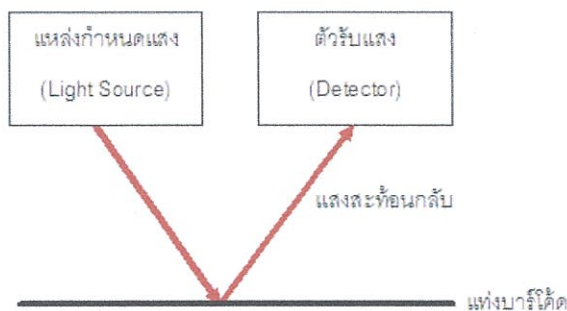 แหล่งกำหนดแสง
(Light Source)
ตัวรับแสง
(Detector)
แสงสะท้อนกลับ
แท่งบาร์โค้ด